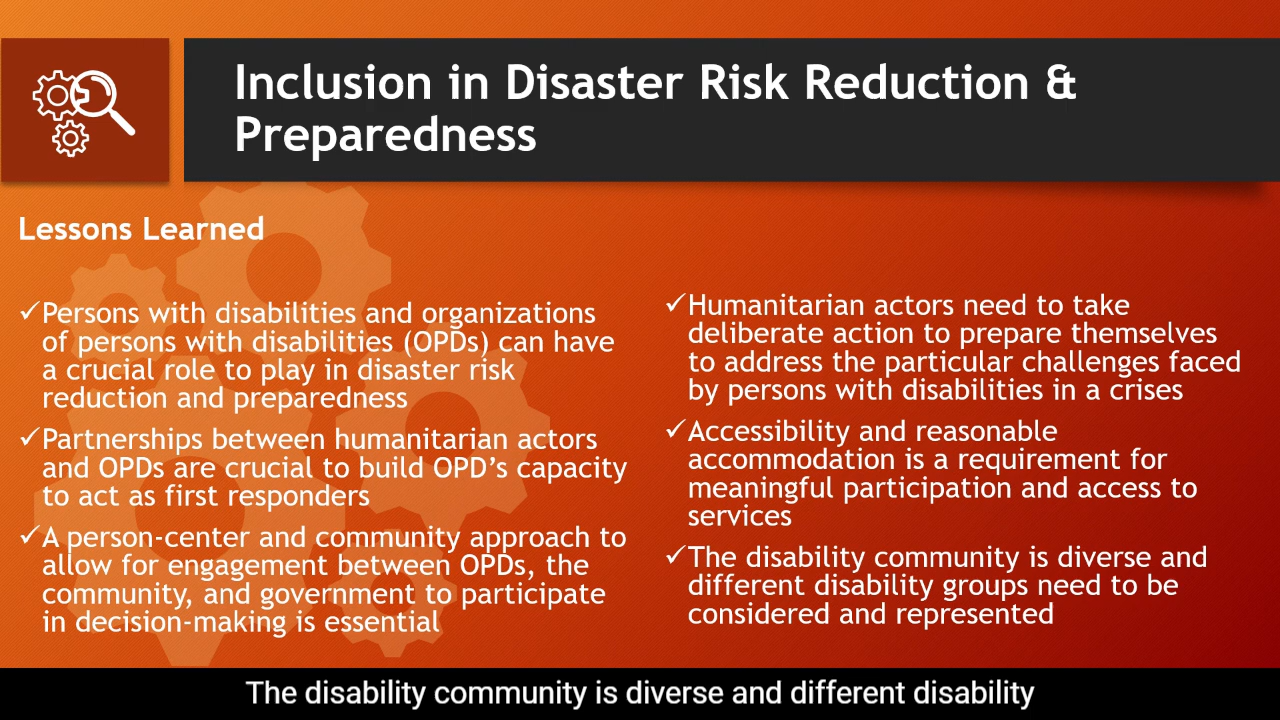 Inclusion in Disaster Risk Reduction &
Preparedness
Lessons Learned
✓Persons with disabilities and organizations
of persons with disabilities (OPDs) can have
a crucial role to play in disaster risk
reduction and preparedness
✓Partnerships between humanitarian actors
and OPDs are crucial to build OPD’s capacity
to act as first responders
✓A person-center and community approach to
allow for engagement between OPDs, the
community, and government to participate
in decision-making is essential
✓Humanitarian actors need to take
deliberate action to prepare themselves
to address the particular challenges faced
by persons with disabilities in a crises
✓Accessibility and reasonable
accommodation is a requirement for
meaningful participation and access to
services
✓The disability community is diverse and
different disability groups need to be
considered and represented
The disability community is diverse and different disability